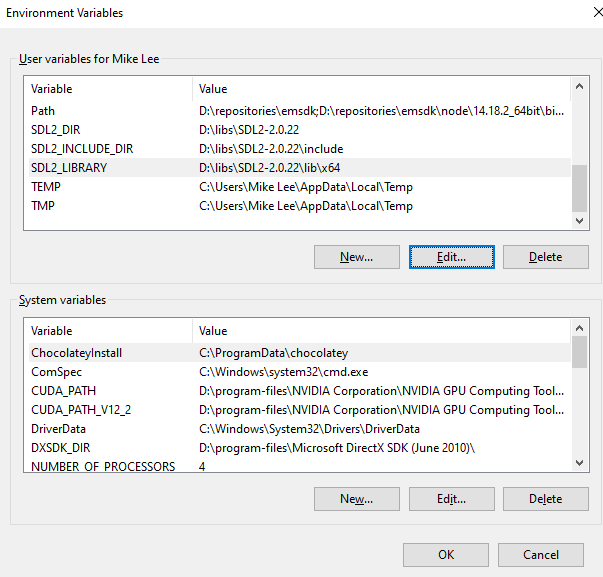 Environment Variables
User variables for Mike Lee
Variable Value
Path D:\repositories\emsdk;D:\repositories\emsdk\node\14.18.2_64bit\bi...
SDL2_DIR D:\libs\SDL2-2.0.22
SDL2_INCLUDE_DIR D:\libs\SDL2-2.0.22\include
SDL2_LIBRARY D:\libs\SDL2-2.0.22\lib\x64
TEMP C:\Users\Mike Lee\AppData\Local\Temp
TMP C:\Users\Mike Lee\AppData\Local\Temp
New... Edit... Delete
System variables
Variable Value
ChocolateyInstall C:\ProgramData\chocolatey
ComSpec C:\Windows\system32\cmd.exe
CUDA_PATH D:\program-files\NVIDIA Corporation\NVIDIA GPU Computing Tool...
CUDA_PATH_V12_2 D:\program-files\NVIDIA Corporation\NVIDIA GPU Computing Tool...
DriverData C:\Windows\System32\Drivers\DriverData
DXSDK_DIR D:\program-files\Microsoft DirectX SDK (June 2010)\
NUMBER_OF_PROCESSORS 4
New... Edit... Delete
OK Cancel